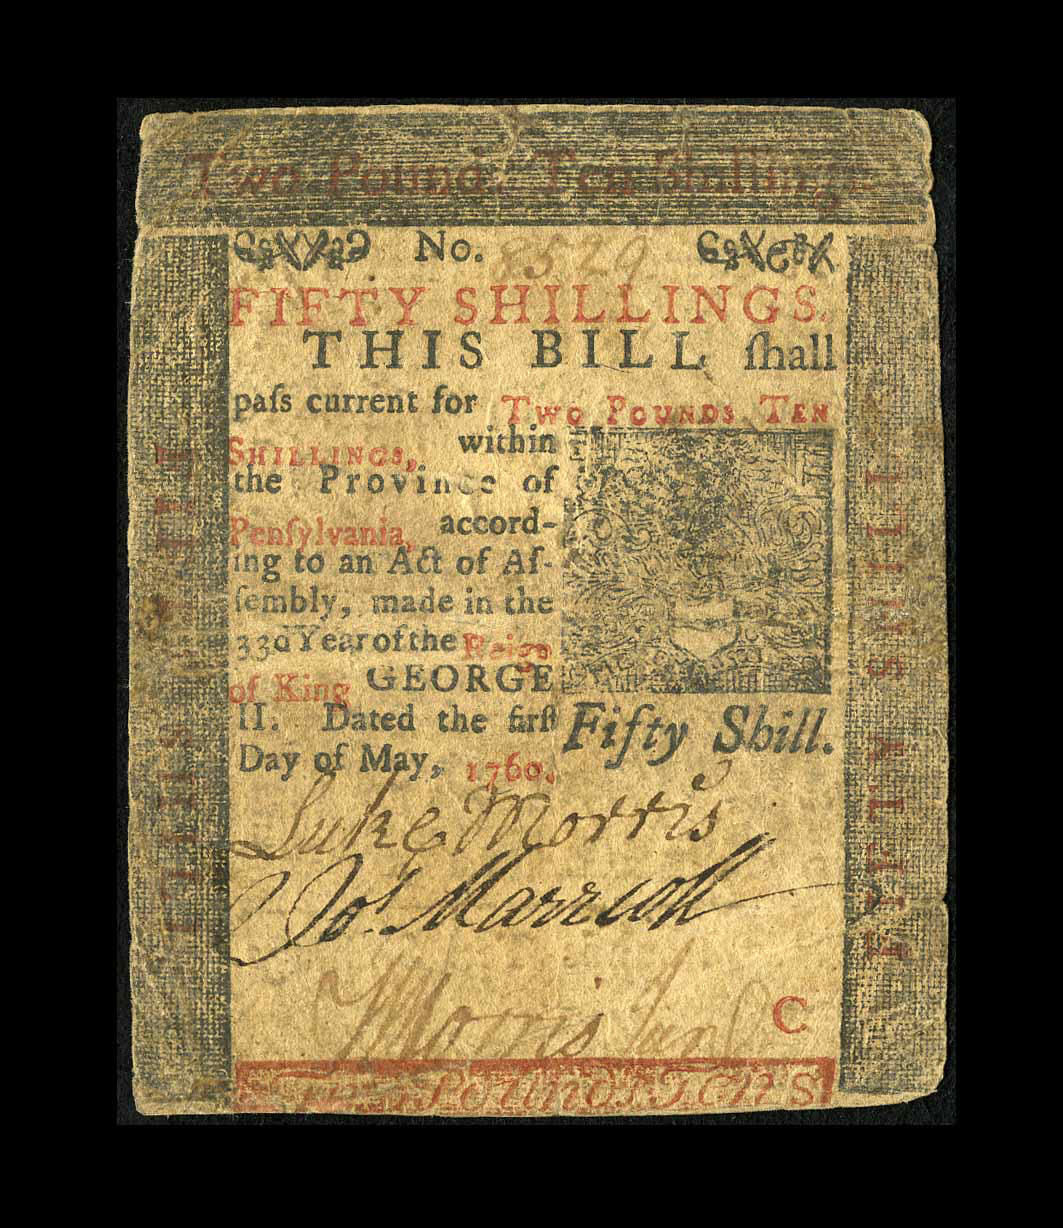 Two Pounds, Ten Shillings.
No. 8529
FIFTY SHILLINGS.
THIS BILL ſhall
paſs current for Two Pounds Ten
Shillings, within
the Province of
Penſylvania, accord-
ing to an Act of Aſ-
ſembly, made in the
33d Year of the Reign
of King GEORGE
II. Dated the firſt
Day of May, 1760.
Fifty Shill.
Luke Morris
Jos. Marriott
Morris Junr
C
FIFTY SHILL